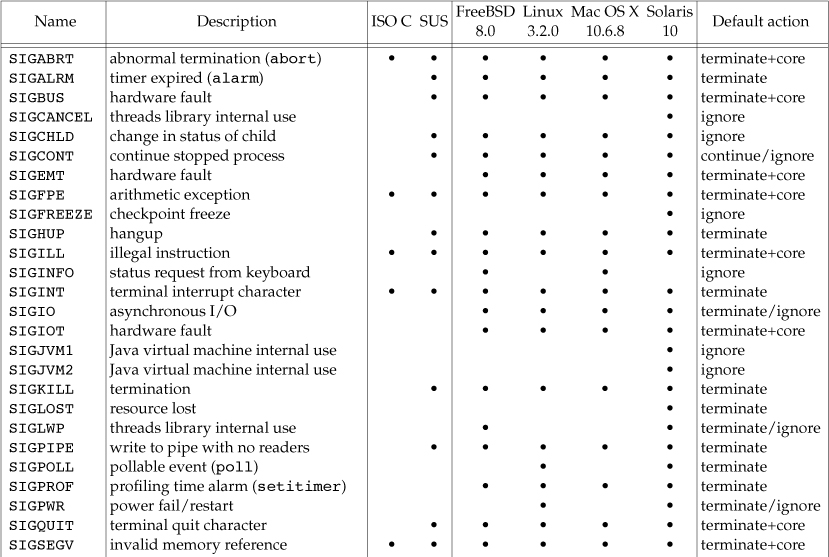 Name Description ISO C SUS FreeBSD 8.0 Linux 3.2.0 Mac OS X 10.6.8 Solaris 10 Default action
SIGABRT abnormal termination (abort) • • • • • • terminate+core
SIGALRM timer expired (alarm) • • • • • terminate
SIGBUS hardware fault • • • • • terminate+core
SIGCANCEL threads library internal use • ignore
SIGCHLD change in status of child • • • • • ignore
SIGCONT continue stopped process • • • • • continue/ignore
SIGEMT hardware fault • • • • terminate+core
SIGFPE arithmetic exception • • • • • • terminate+core
SIGFREEZE checkpoint freeze • ignore
SIGHUP hangup • • • • • terminate
SIGILL illegal instruction • • • • • • terminate+core
SIGINFO status request from keyboard • • ignore
SIGINT terminal interrupt character • • • • • • terminate
SIGIO asynchronous I/O • • • • terminate/ignore
SIGIOT hardware fault • • • • terminate+core
SIGJVM1 Java virtual machine internal use • ignore
SIGJVM2 Java virtual machine internal use • ignore
SIGKILL termination • • • • • terminate
SIGLOST resource lost • terminate
SIGLWP threads library internal use • • terminate/ignore
SIGPIPE write to pipe with no readers • • • • • terminate
SIGPOLL pollable event (poll) • • terminate
SIGPROF profiling time alarm (setitimer) • • • • terminate
SIGPWR power fail/restart • • terminate/ignore
SIGQUIT terminal quit character • • • • • terminate+core
SIGSEGV invalid memory reference • • • • • • terminate+core